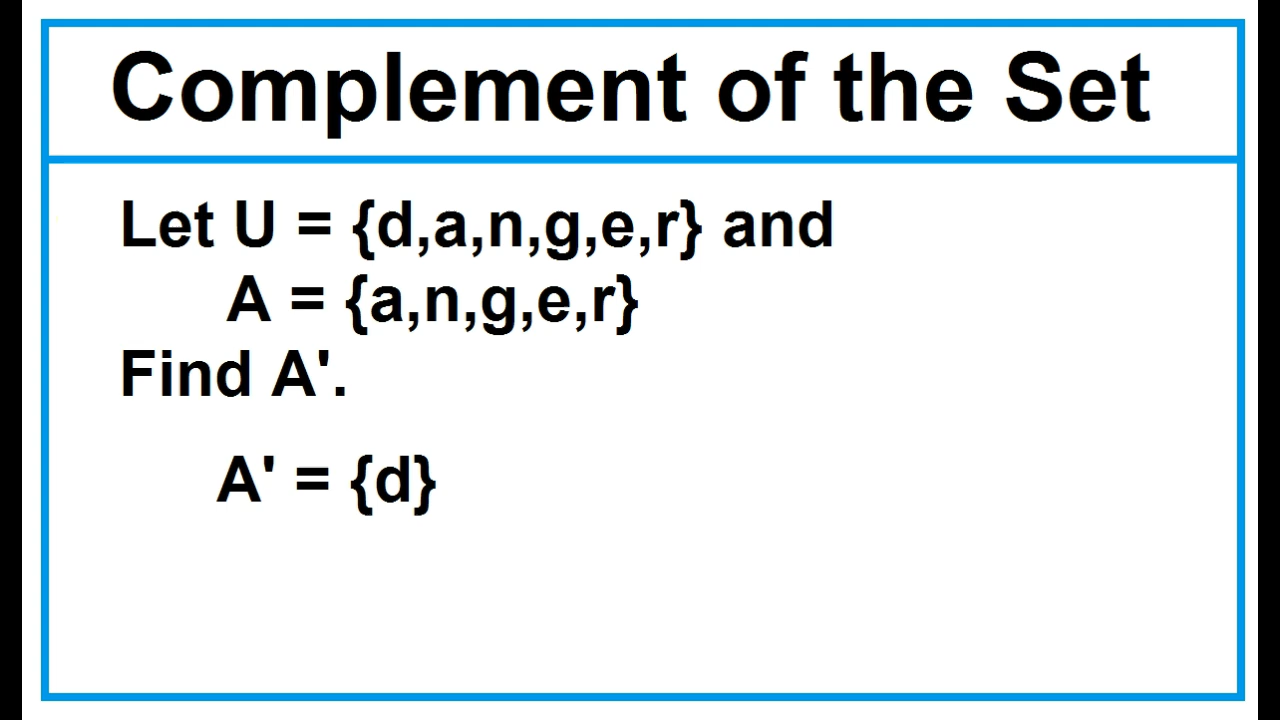 Complement of the Set
Let U = {d,a,n,g,e,r} and
A = {a,n,g,e,r}
Find A'.
A' = {d}